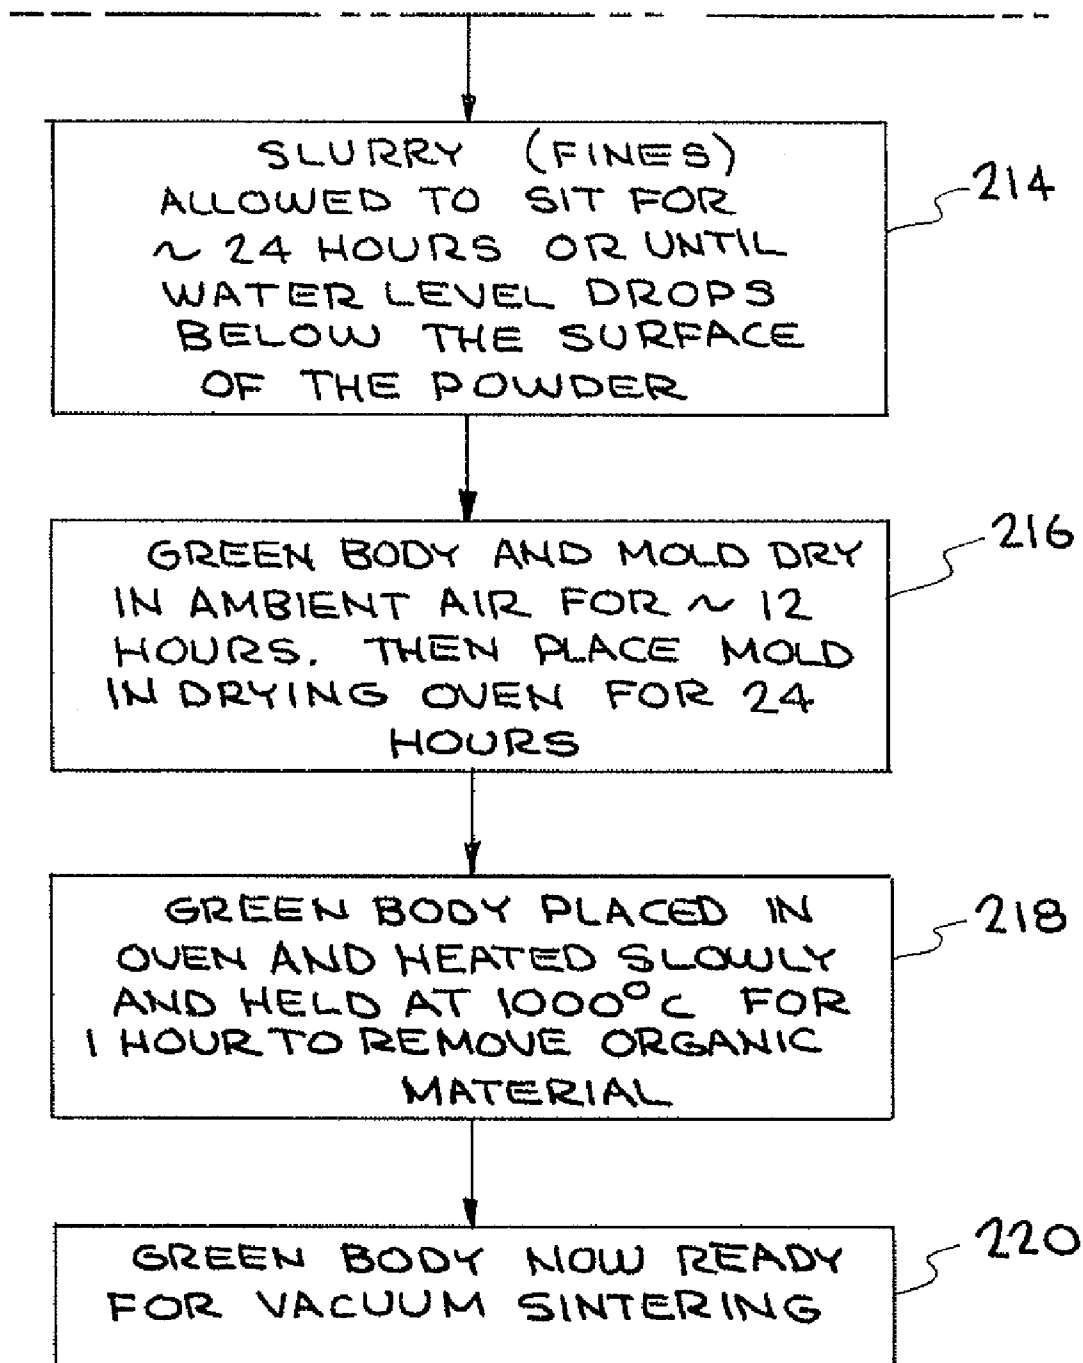 SLURRY (FINES)
ALLOWED TO SIT FOR
~ 24 HOURS OR UNTIL
WATER LEVEL DROPS
BELOW THE SURFACE
OF THE POWDER
214
GREEN BODY AND MOLD DRY
IN AMBIENT AIR FOR ~ 12
HOURS. THEN PLACE MOLD
IN DRYING OVEN FOR 24
HOURS
216
GREEN BODY PLACED IN
OVEN AND HEATED SLOWLY
AND HELD AT 1000°C FOR
1 HOUR TO REMOVE ORGANIC
MATERIAL
218
GREEN BODY NOW READY
FOR VACUUM SINTERING
220